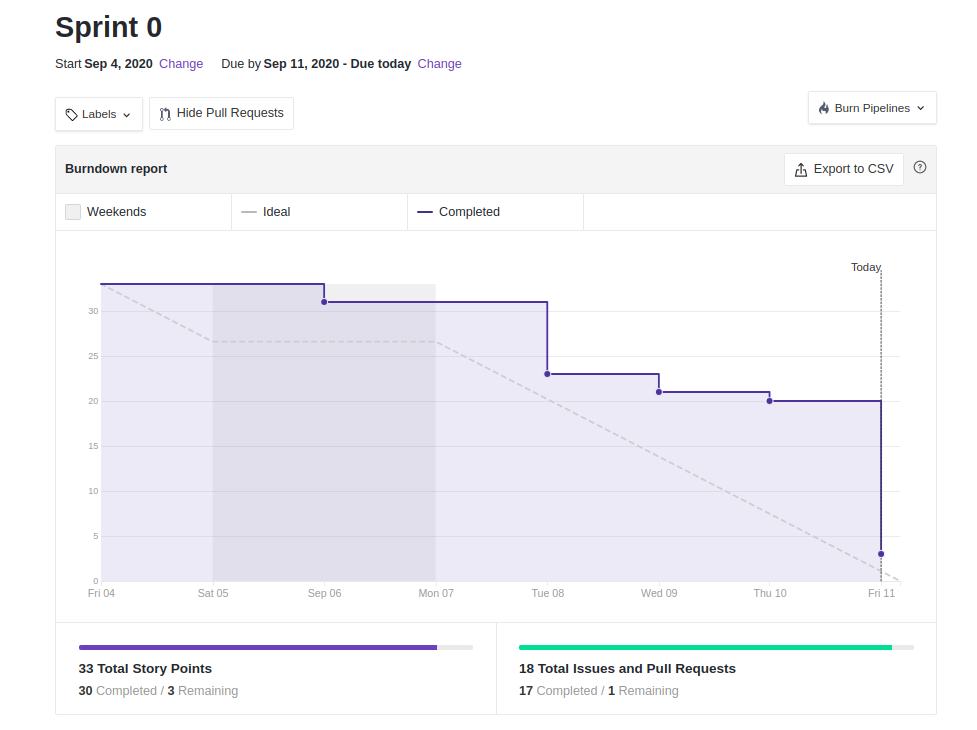 Sprint 0
Start Sep 4, 2020 Change Due by Sep 11, 2020 - Due today Change
Labels Hide Pull Requests Burn Pipelines
Burndown report Export to CSV
Weekends Ideal Completed
Today
30
25
20
15
10
5
0
Fri 04 Sat 05 Sep 06 Mon 07 Tue 08 Wed 09 Thu 10 Fri 11
33 Total Story Points
30 Completed / 3 Remaining
18 Total Issues and Pull Requests
17 Completed / 1 Remaining